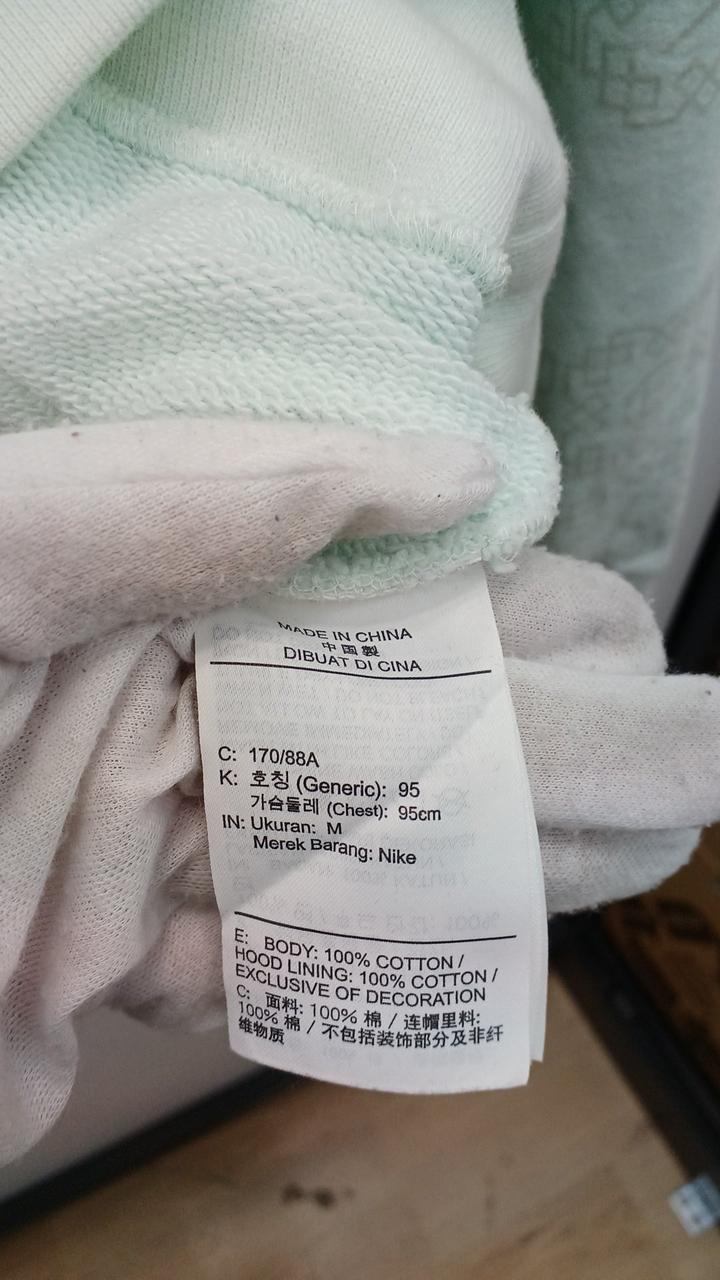 MADE IN CHINA
中国製
DIBUAT DI CINA
C: 170/88A
K: 호칭 (Generic): 95
가슴둘레 (Chest): 95cm
IN: Ukuran: M
Merek Barang: Nike
E: BODY: 100% COTTON /
HOOD LINING: 100% COTTON /
EXCLUSIVE OF DECORATION
C: 面料: 100% 棉 / 连帽里料:
100% 棉 / 不包括装饰部分及非纤
维物质